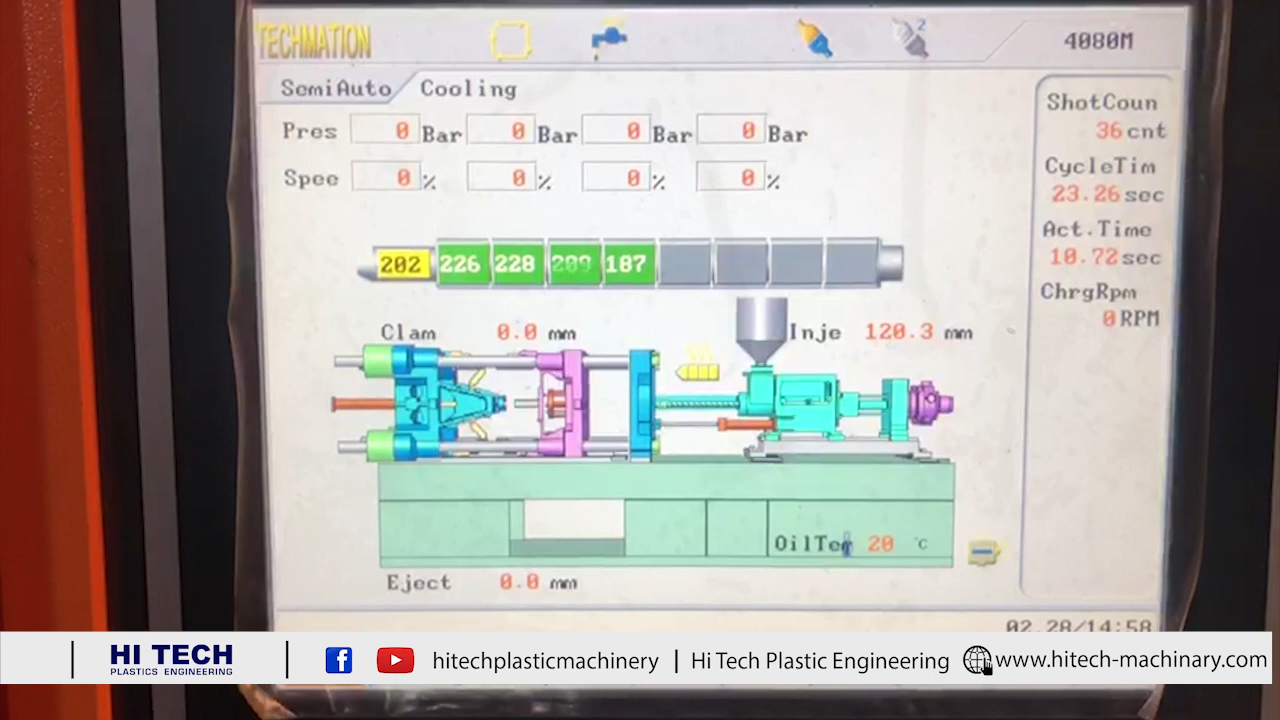 TECHMATION
2
4080M
SemiAuto
Cooling
Pres 0 Bar 0 Bar 0 Bar 0 Bar
Spee 0 % 0 % 0 % 0 %
ShotCoun
36 cnt
CycleTim
23.26 sec
Act.Time
10.72 sec
ChrgRpm
0 RPM
202 226 228 209 187
Clam 0.0 mm
Inje 120.3 mm
OilTem 20 °C
Eject 0.0 mm
02.28/14:58
HI TECH
PLASTICS ENGINEERING
hitechplasticmachinery | Hi Tech Plastic Engineering www.hitech-machinary.com